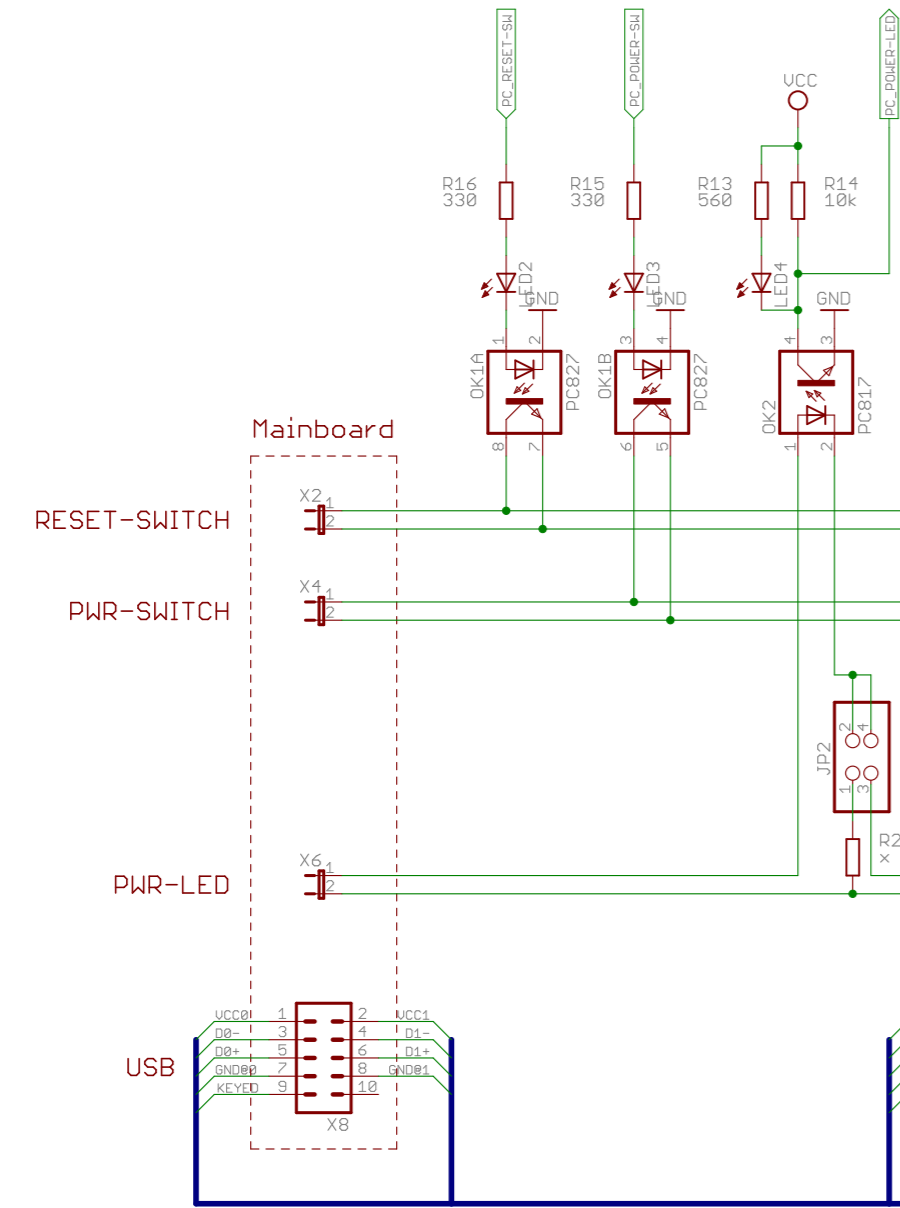 PC_RESET-SW
PC_POWER-SW
PC_POWER-LED
VCC
R16
330
R15
330
R13
560
R14
10k
LED2
GND
LED3
GND
LED4
GND
1
2
3
4
4
3
OK1A
PC827
OK1B
PC827
OK2
PC817
8
7
6
5
1
2
Mainboard
RESET-SWITCH
X2
1
2
PWR-SWITCH
X4
1
2
2
4
JP2
1
3
R2
x
PWR-LED
X6
1
2
USB
VCC0
1
2
VCC1
D0-
3
4
D1-
D0+
5
6
D1+
GND@0
7
8
GND@1
KEYED
9
10
X8